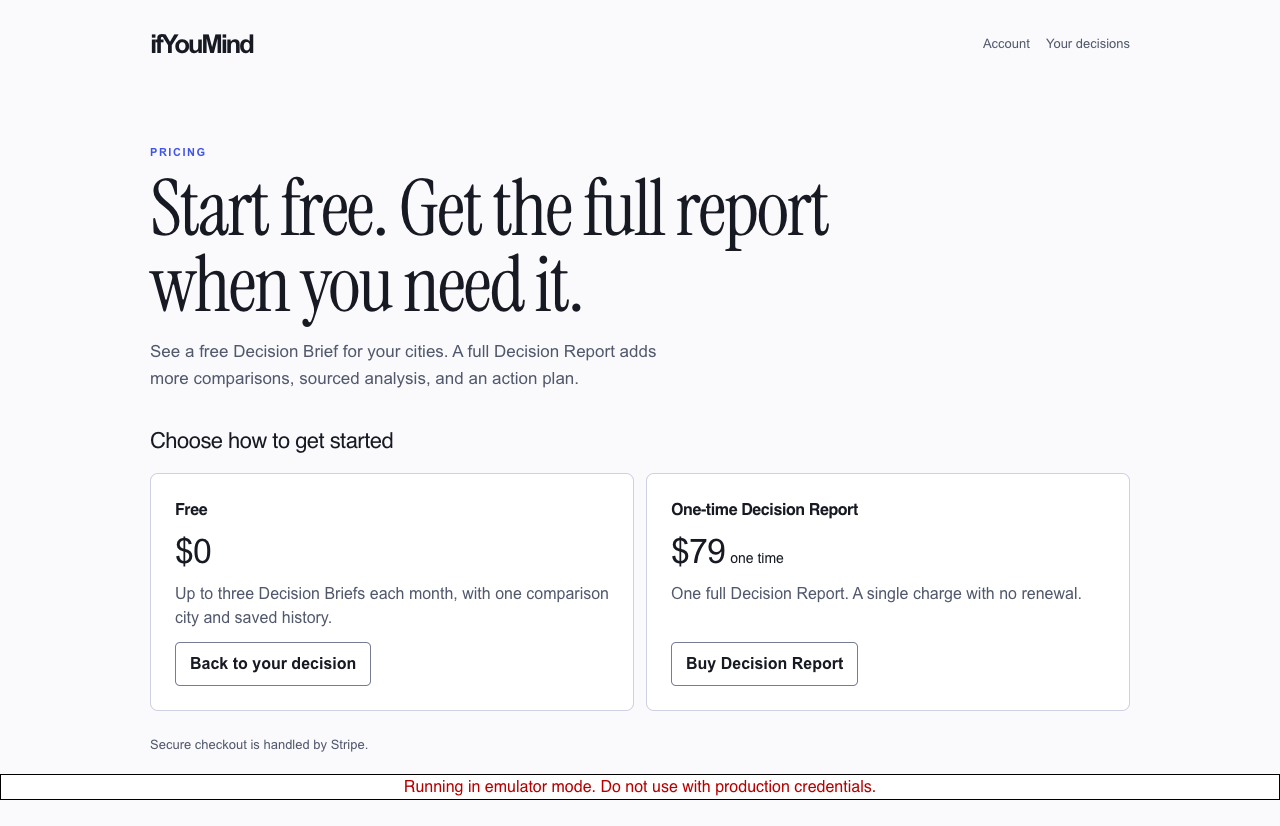 ifYouMind
Account Your decisions
PRICING
Start free. Get the full report
when you need it.
See a free Decision Brief for your cities. A full Decision Report adds
more comparisons, sourced analysis, and an action plan.
Choose how to get started
Free
$0
Up to three Decision Briefs each month, with one comparison
city and saved history.
Back to your decision
One-time Decision Report
$79 one time
One full Decision Report. A single charge with no renewal.
Buy Decision Report
Secure checkout is handled by Stripe.
Running in emulator mode. Do not use with production credentials.